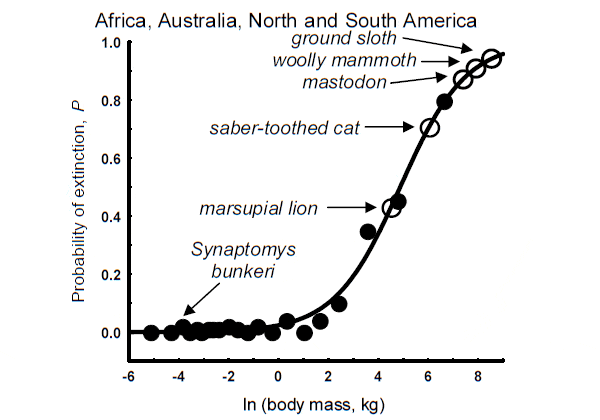 Africa, Australia, North and South America
ground sloth
woolly mammoth
mastodon
saber-toothed cat
marsupial lion
Synaptomys
bunkeri
Probability of extinction, P
1.0
0.8
0.6
0.4
0.2
0.0
-6 -4 -2 0 2 4 6 8
ln (body mass, kg)